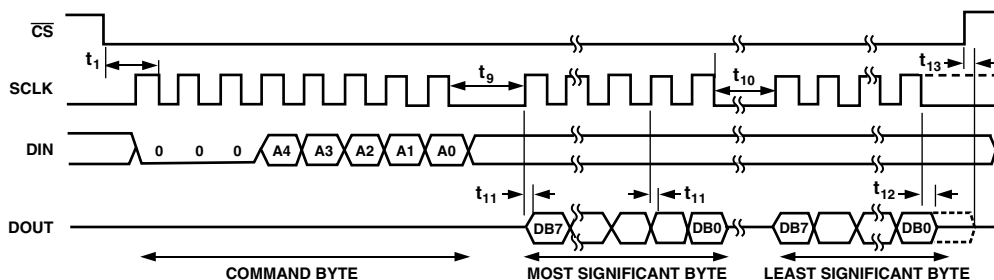 CS
t1
t13
SCLK
t9
t10
DIN
0 0 0 A4 A3 A2 A1 A0
t11
t11
t12
DOUT
DB7 DB0 DB7 DB0
COMMAND BYTE MOST SIGNIFICANT BYTE LEAST SIGNIFICANT BYTE